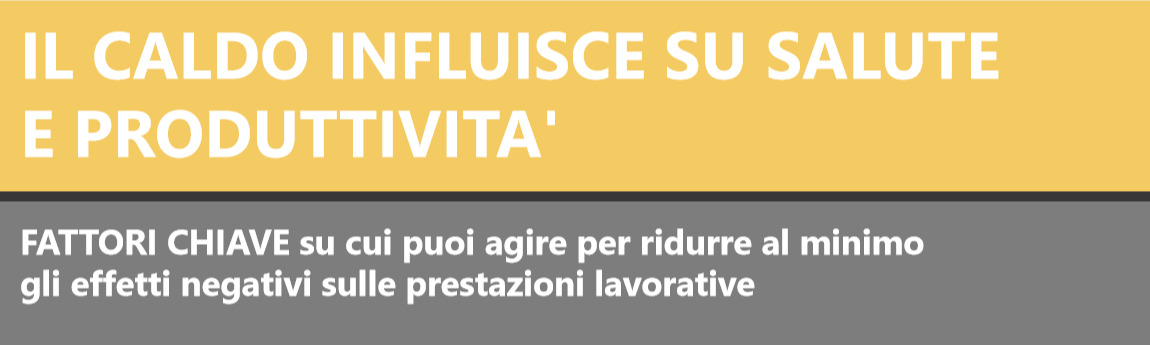 IL CALDO INFLUISCE SU SALUTE
E PRODUTTIVITA'
FATTORI CHIAVE su cui puoi agire per ridurre al minimo
gli effetti negativi sulle prestazioni lavorative